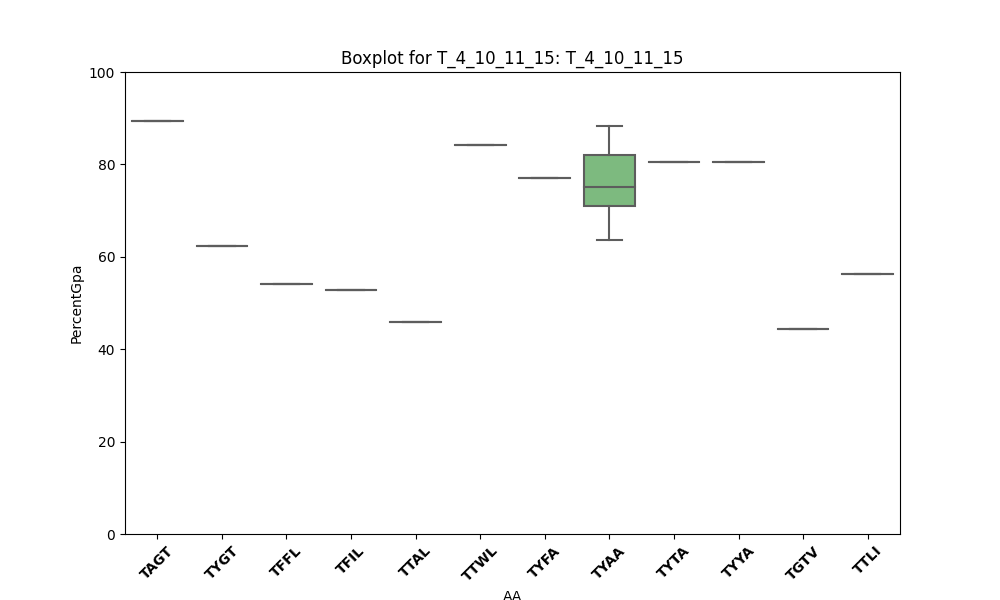 Boxplot for T_4_10_11_15: T_4_10_11_15
100
80
60
40
20
0
PercentGpa
TAGT
TYGT
TFFL
TFIL
TTAL
TTWL
TYFA
TYAA
TYTA
TYYA
TGTV
TTLI
AA